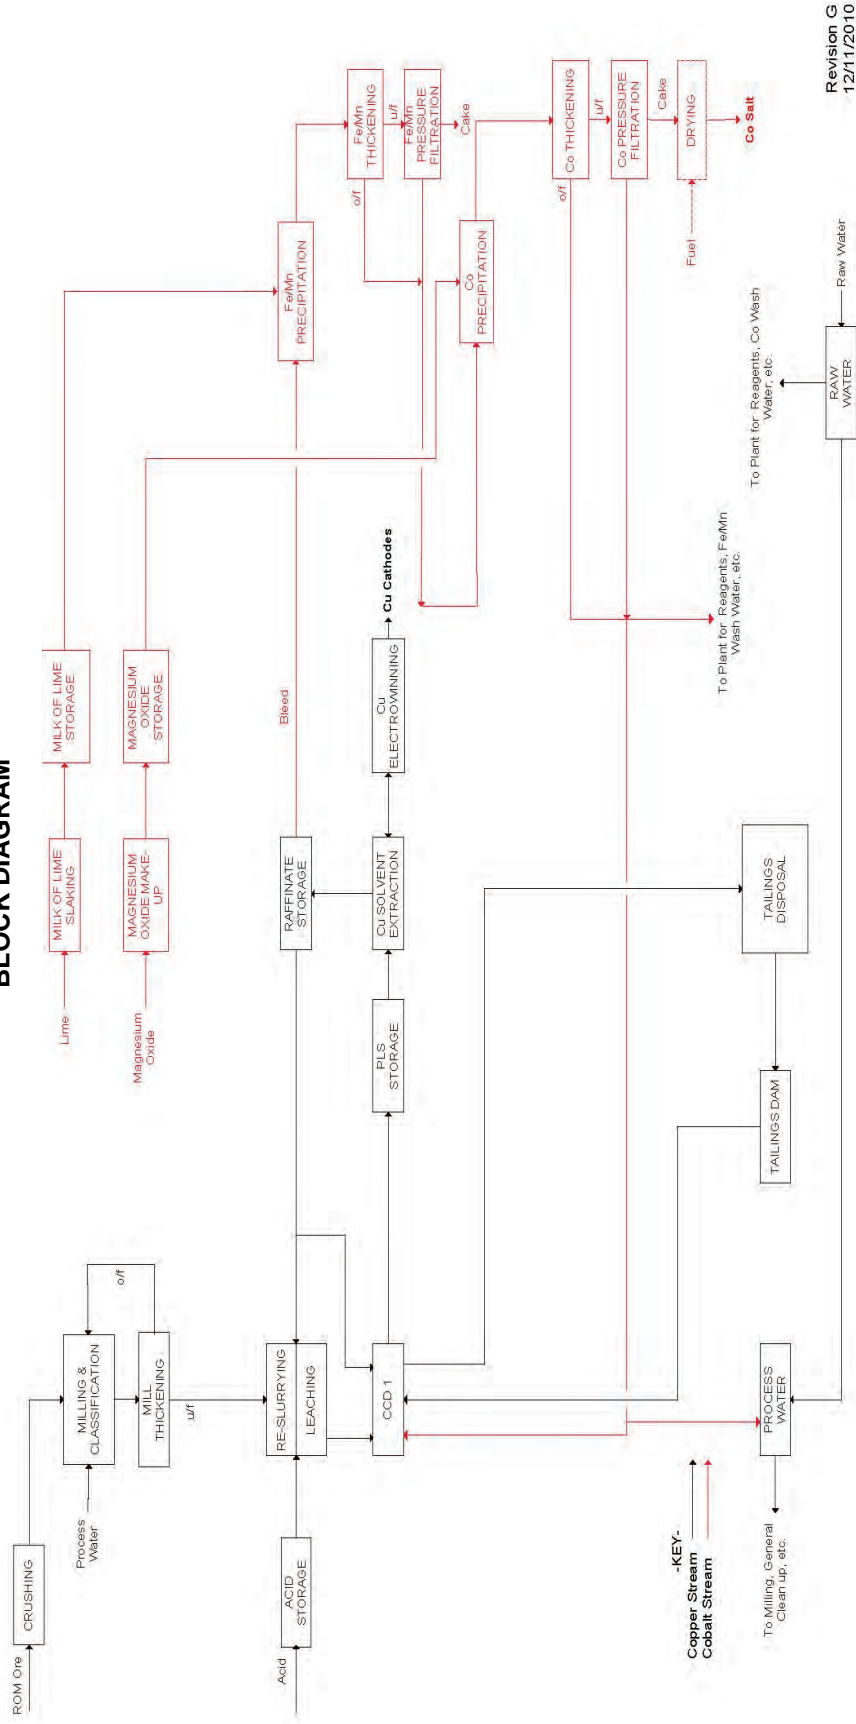 BLOCK DIAGRAM
ROM Ore
CRUSHING
Process
Water
MILLING &
CLASSIFICATION
o/f
MILL
THICKENING
u/f
Acid
ACID
STORAGE
RE-SLURRYING
LEACHING
CCD 1
Lime
MILK OF LIME
SLAKING
MILK OF LIME
STORAGE
Magnesium
Oxide
MAGNESIUM
OXIDE MAKE-
UP
MAGNESIUM
OXIDE
STORAGE
RAFFINATE
STORAGE
Bleed
PLS
STORAGE
Cu SOLVENT
EXTRACTION
Cu
ELECTROWINNING
Cu Cathodes
Fe/Mn
PRECIPITATION
Fe/Mn
THICKENING
o/f
u/f
Fe/Mn
PRESSURE
FILTRATION
Cake
Co
PRECIPITATION
Co THICKENING
o/f
u/f
Co PRESSURE
FILTRATION
Cake
Fuel
DRYING
Co Salt
To Plant for Reagents, Fe/Mn
Wash Water, etc.
To Plant for Reagents, Co Wash
Water, etc.
RAW
WATER
Raw Water
TAILINGS
DISPOSAL
TAILINGS DAM
PROCESS
WATER
To Milling, General
Clean up, etc.
-KEY-
Copper Stream
Cobalt Stream
Revision G
12/11/2010